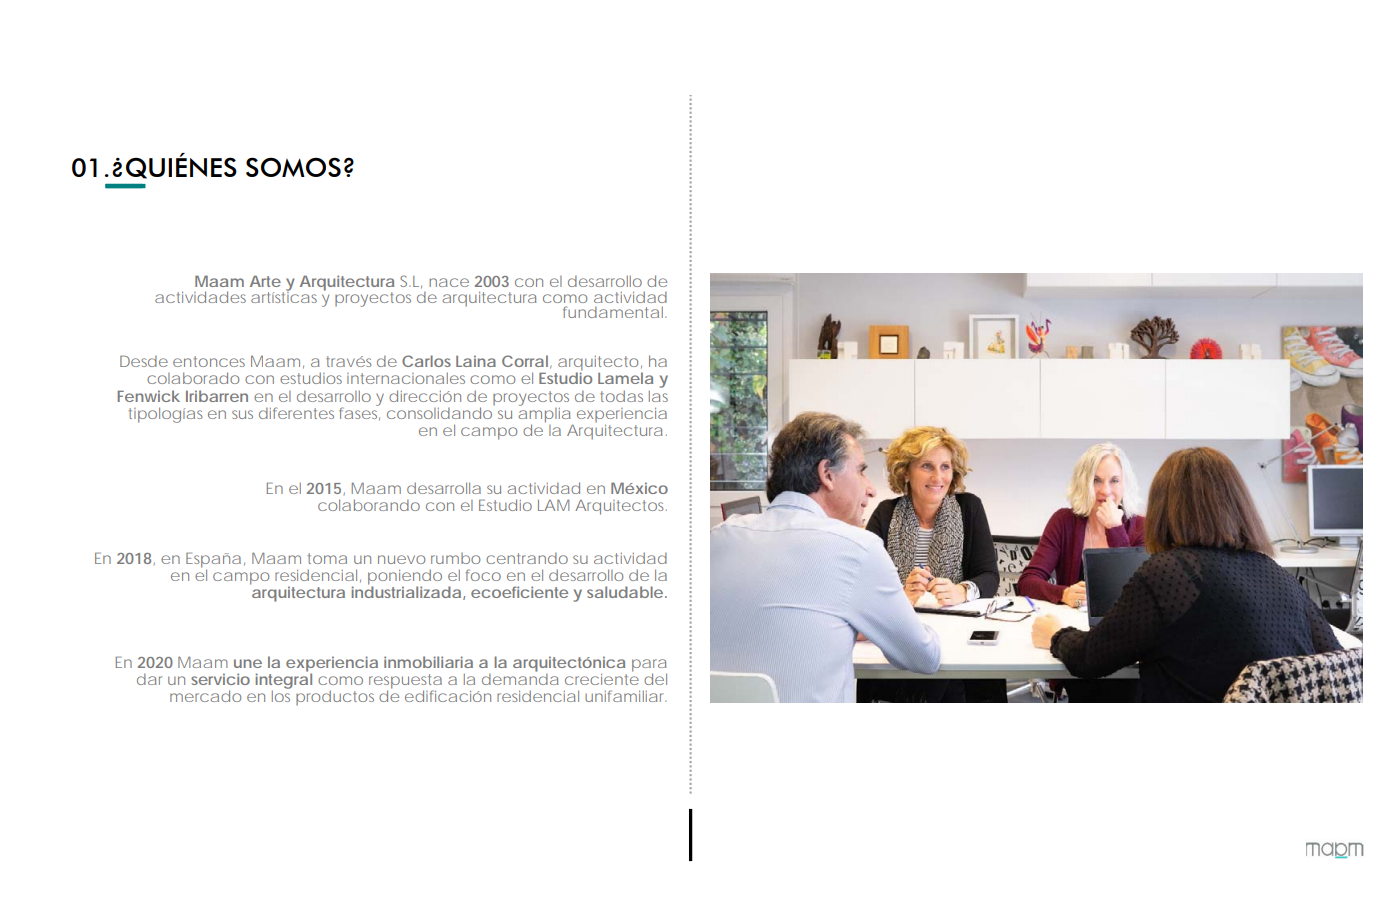 01.¿QUIÉNES SOMOS?
Maam Arte y Arquitectura S.L, nace 2003 con el desarrollo de
actividades artísticas y proyectos de arquitectura como actividad
fundamental.
Desde entonces Maam, a través de Carlos Laina Corral, arquitecto, ha
colaborado con estudios internacionales como el Estudio Lamela y
Fenwick Iribarren en el desarrollo y dirección de proyectos de todas las
tipologías en sus diferentes fases, consolidando su amplia experiencia
en el campo de la Arquitectura.
En el 2015, Maam desarrolla su actividad en México
colaborando con el Estudio LAM Arquitectos.
En 2018, en España, Maam toma un nuevo rumbo centrando su actividad
en el campo residencial, poniendo el foco en el desarrollo de la
arquitectura industrializada, ecoeficiente y saludable.
En 2020 Maam une la experiencia inmobiliaria a la arquitectónica para
dar un servicio integral como respuesta a la demanda creciente del
mercado en los productos de edificación residencial unifamiliar.